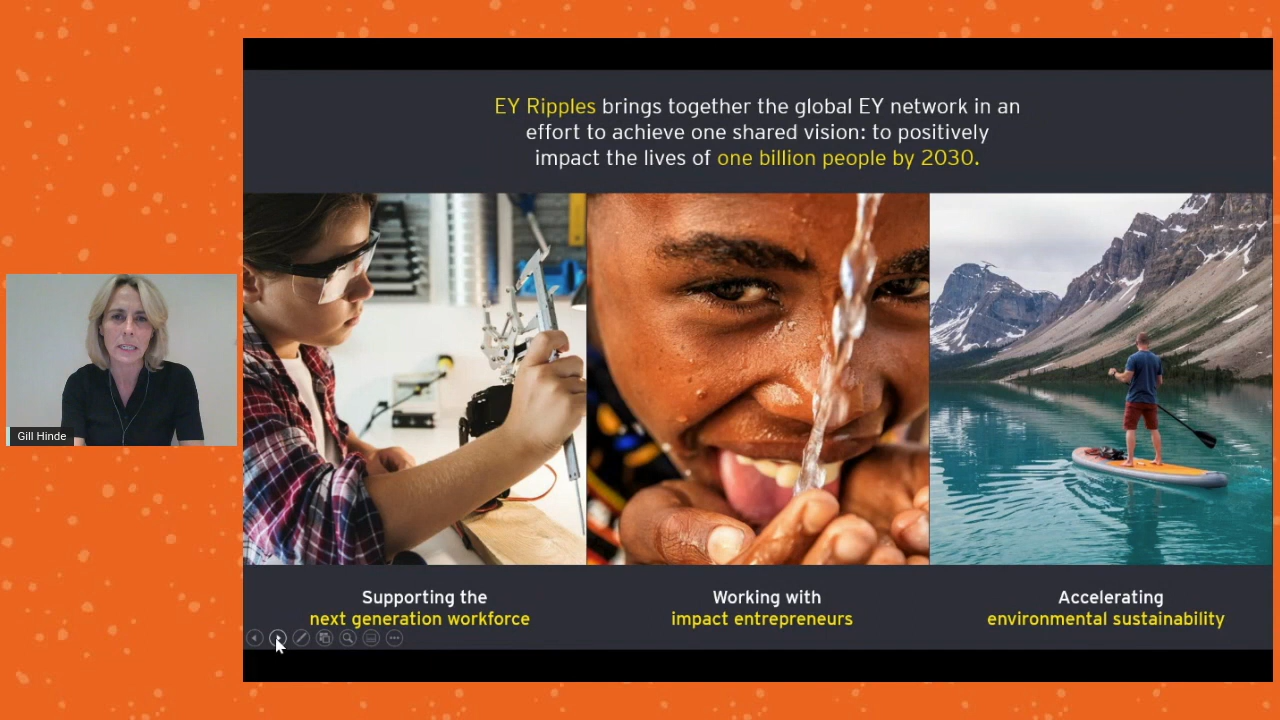 EY Ripples brings together the global EY network in an
effort to achieve one shared vision: to positively
impact the lives of one billion people by 2030.
Gill Hinde
Supporting the
next generation workforce
Working with
impact entrepreneurs
Accelerating
environmental sustainability